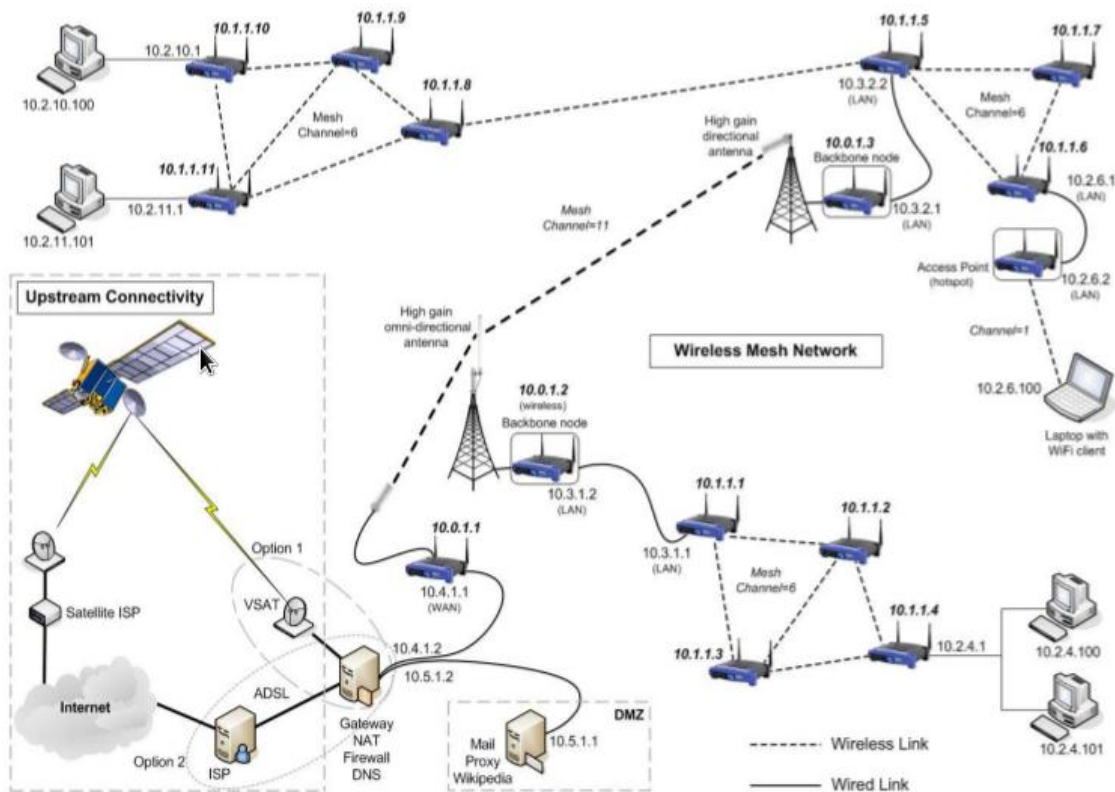 10.1.1.10
10.1.1.9
10.2.10.1
10.2.10.100
10.1.1.8
Mesh
Channel=6
10.1.1.11
10.2.11.1
10.2.11.101
10.1.1.5
10.1.1.7
10.3.2.2
(LAN)
Mesh
Channel=6
High gain
directional
antenna
10.0.1.3
Backbone node
10.3.2.1
(LAN)
10.1.1.6
10.2.6.1
(LAN)
Access Point
(hotspot)
10.2.6.2
(LAN)
Channel=1
10.2.6.100
Laptop with
WiFi client
Mesh
Channel=11
Wireless Mesh Network
Upstream Connectivity
High gain
omni-directional
antenna
10.0.1.2
(wireless)
Backbone node
10.3.1.2
(LAN)
10.0.1.1
10.4.1.1
(WAN)
Option 1
VSAT
Satellite ISP
10.4.1.2
10.5.1.2
ADSL
Internet
Gateway
NAT
Firewall
DNS
Option 2
ISP
DMZ
Mail
Proxy
Wikipedia
10.5.1.1
10.1.1.1
10.1.1.2
10.3.1.1
(LAN)
Mesh
Channel=6
10.1.1.3
10.1.1.4
10.2.4.1
10.2.4.100
10.2.4.101
Wireless Link
Wired Link